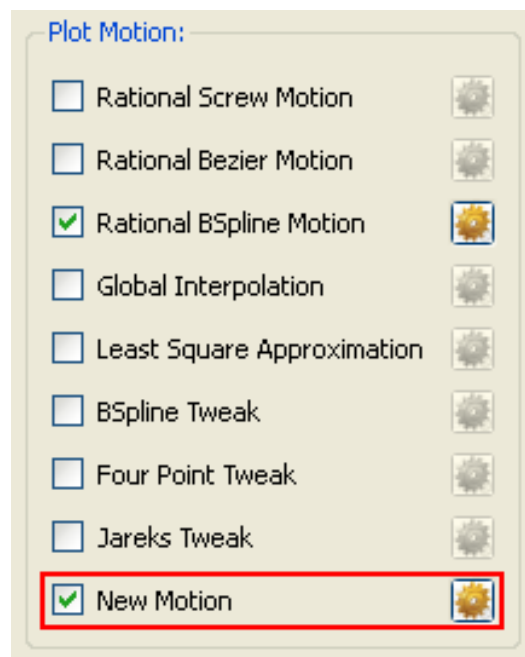 Plot Motion:
Rational Screw Motion
Rational Bezier Motion
Rational BSpline Motion
Global Interpolation
Least Square Approximation
BSpline Tweak
Four Point Tweak
Jareks Tweak
New Motion